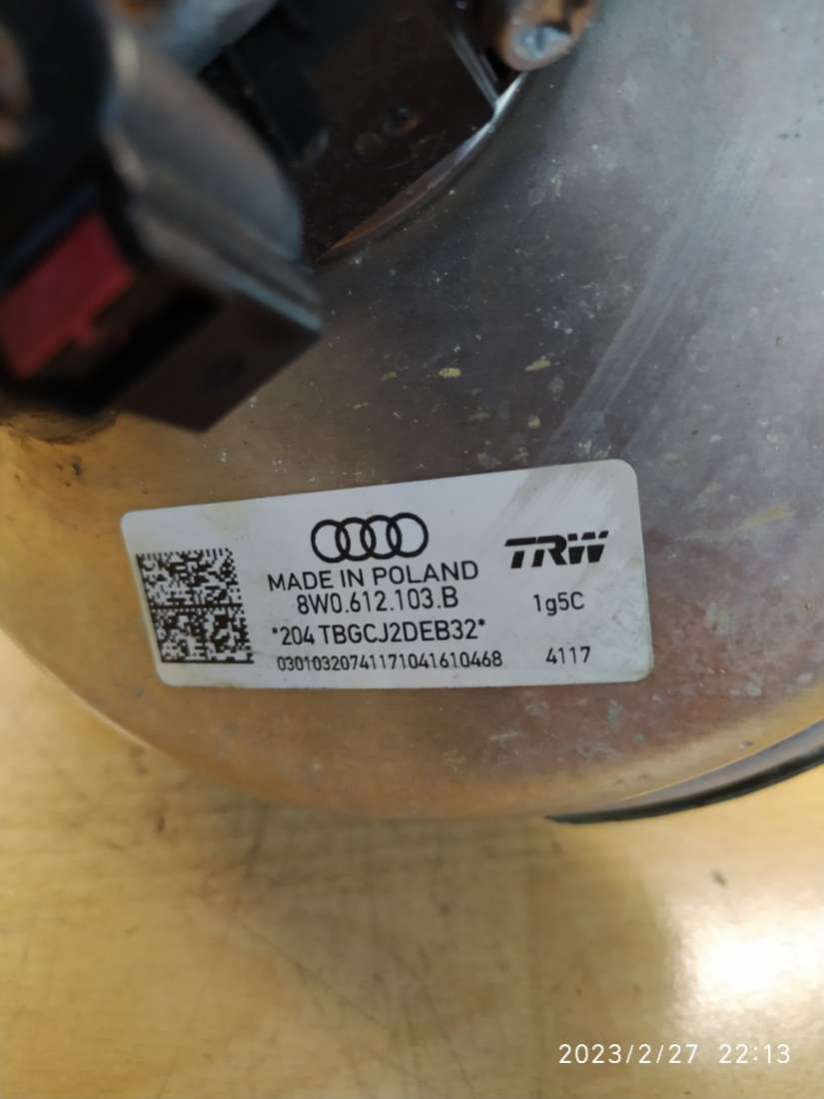 TRW
MADE IN POLAND
8W0.612.103.B
1g5C
*204 TBGCJ2DEB32*
03010320741171041610468
4117
2023/2/27 22:13